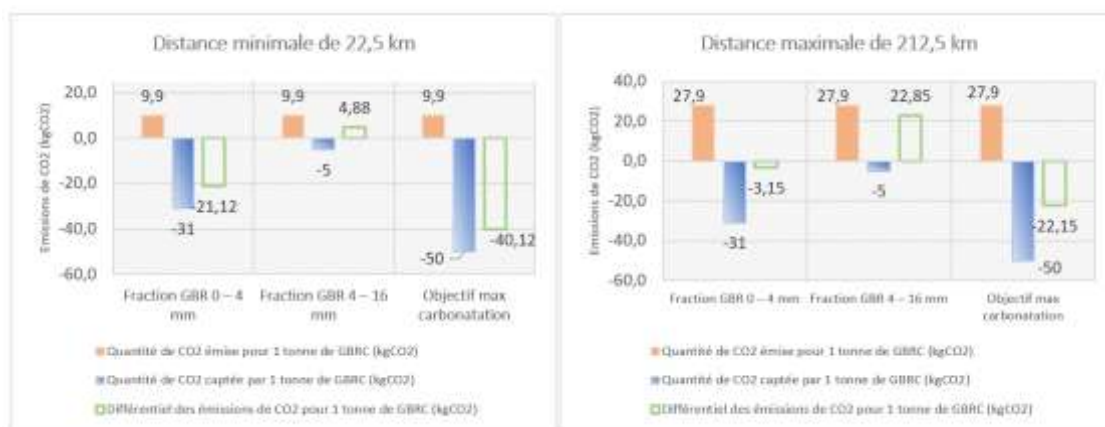 Distance minimale de 22,5 km
Emissions de CO2 (kgCO2)
20,0
0,0
-20,0
-40,0
-60,0
9,9
-31
-21,12
9,9
-5
4,88
9,9
-50
-40,12
Fraction GBR 0 – 4 mm
Fraction GBR 4 – 16 mm
Objectif max carbonatation
Quantité de CO2 émise pour 1 tonne de GBRC (kgCO2)
Quantité de CO2 captée par 1 tonne de GBRC (kgCO2)
Différentiel des émissions de CO2 pour 1 tonne de GBRC (kgCO2)
Distance maximale de 212,5 km
Emissions de CO2 (kgCO2)
40,0
20,0
0,0
-20,0
-40,0
-60,0
27,9
-31
-3,15
27,9
-5
22,85
27,9
-50
-22,15
Fraction GBR 0 – 4 mm
Fraction GBR 4 – 16 mm
Objectif max carbonatation
Quantité de CO2 émise pour 1 tonne de GBRC (kgCO2)
Quantité de CO2 captée par 1 tonne de GBRC (kgCO2)
Différentiel des émissions de CO2 pour 1 tonne de GBRC (kgCO2)